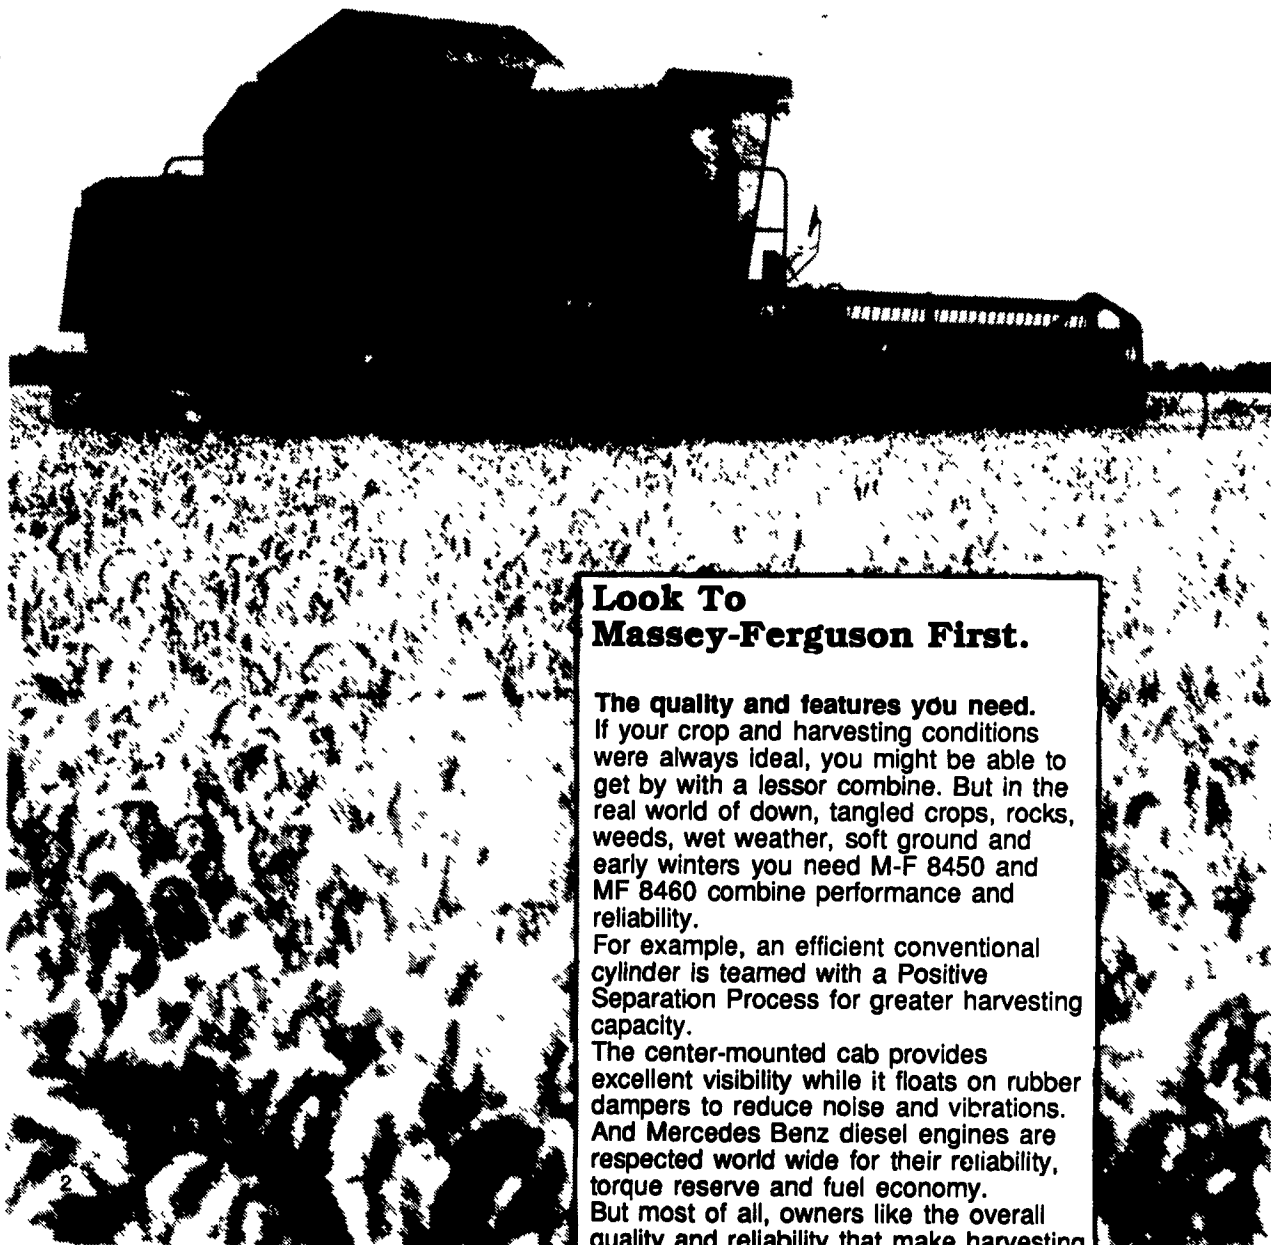 Look To
Massey-Ferguson First.
The quality and features you need.
If your crop and harvesting conditions
were always ideal, you might be able to
get by with a lessor combine. But in the
real world of down, tangled crops, rocks,
weeds, wet weather, soft ground and
early winters you need M-F 8450 and
MF 8460 combine performance and
reliability.
For example, an efficient conventional
cylinder is teamed with a Positive
Separation Process for greater harvesting
capacity.
The center-mounted cab provides
excellent visibility while it floats on rubber
dampers to reduce noise and vibrations.
And Mercedes Benz diesel engines are
respected world wide for their reliability,
torque reserve and fuel economy.
But most of all, owners like the overall
quality and reliability that make harvesting
2